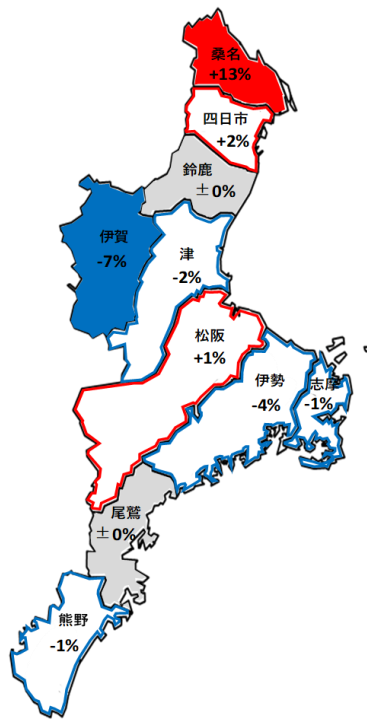 桑名
+13%
四日市
+2%
鈴鹿
±0%
伊賀
-7%
津
-2%
松阪
+1%
伊勢
-4%
志摩
-1%
尾鷲
±0%
熊野
-1%